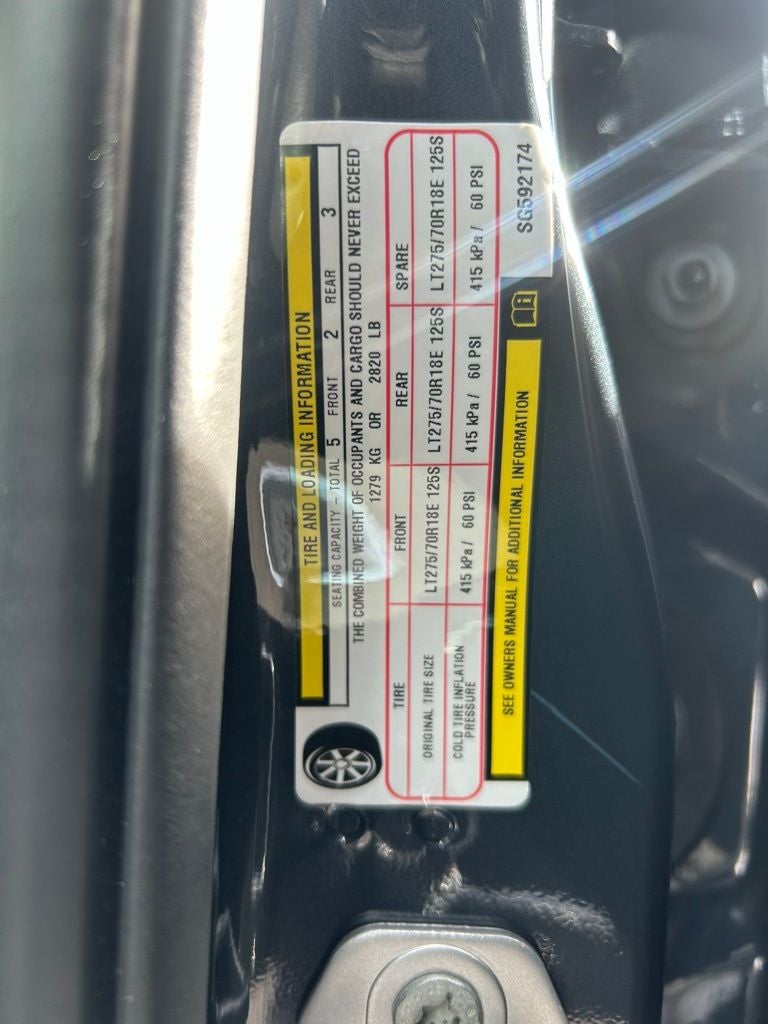 TIRE AND LOADING INFORMATION
SEATING CAPACITY - TOTAL 5 FRONT 2 REAR 3
THE COMBINED WEIGHT OF OCCUPANTS AND CARGO SHOULD NEVER EXCEED
1279 KG OR 2820 LB
TIRE FRONT REAR SPARE
ORIGINAL TIRE SIZE LT275/70R18E 125S LT275/70R18E 125S LT275/70R18E 125S
COLD TIRE INFLATION
PRESSURE 415 kPa / 60 PSI 415 kPa / 60 PSI 415 kPa / 60 PSI
SEE OWNERS MANUAL FOR ADDITIONAL INFORMATION
SG592174